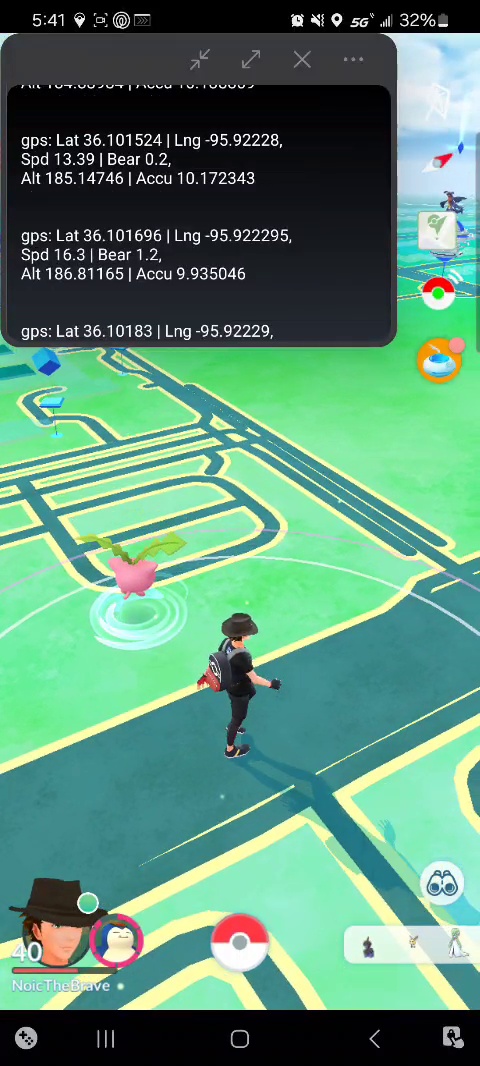 5:41
5G
32%
gps: Lat 36.101524 | Lng -95.92228,
Spd 13.39 | Bear 0.2,
Alt 185.14746 | Accu 10.172343
gps: Lat 36.101696 | Lng -95.922295,
Spd 16.3 | Bear 1.2,
Alt 186.81165 | Accu 9.935046
gps: Lat 36.10183 | Lng -95.92229,
40
NoicTheBrave